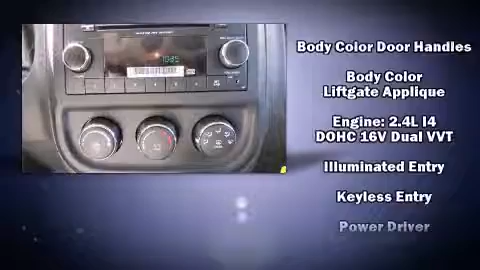 Body Color Door Handles
Body Color
Liftgate Applique
Engine: 2.4L I4
DOHC 16V Dual VVT
Illuminated Entry
Keyless Entry
Power Driver